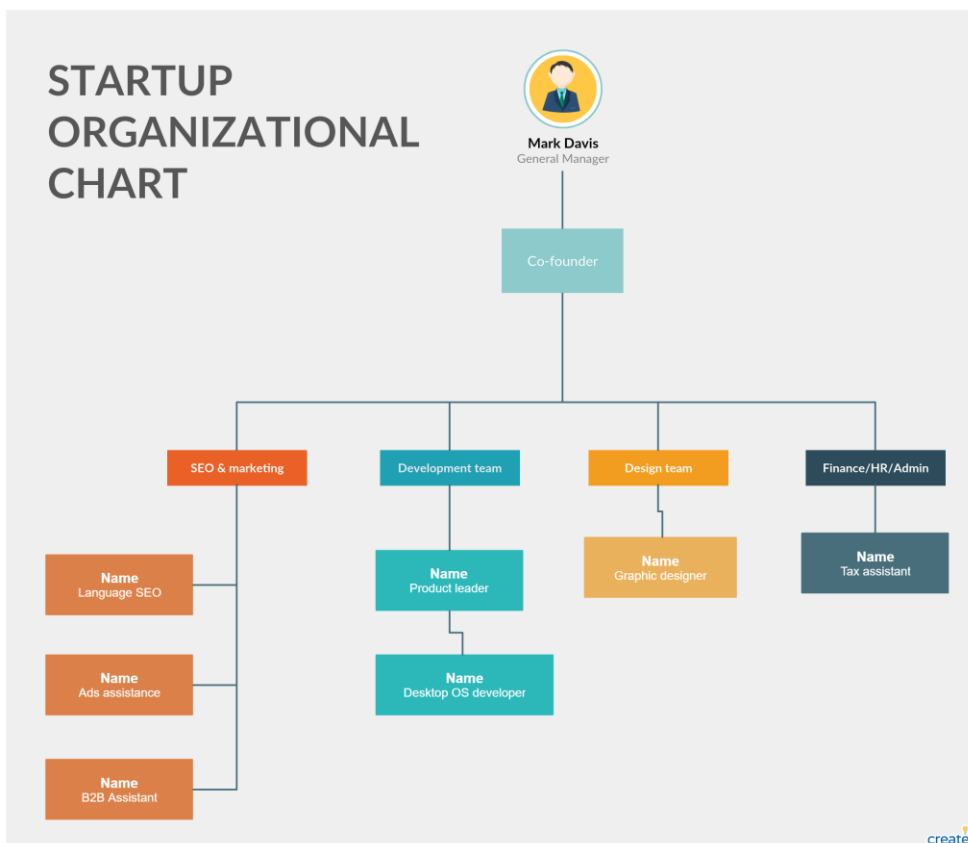 STARTUP
ORGANIZATIONAL
CHART
Mark Davis
General Manager
Co-founder
SEO & marketing
Development team
Design team
Finance/HR/Admin
Name
Language SEO
Name
Ads assistance
Name
B2B Assistant
Name
Product leader
Name
Desktop OS developer
Name
Graphic designer
Name
Tax assistant
create